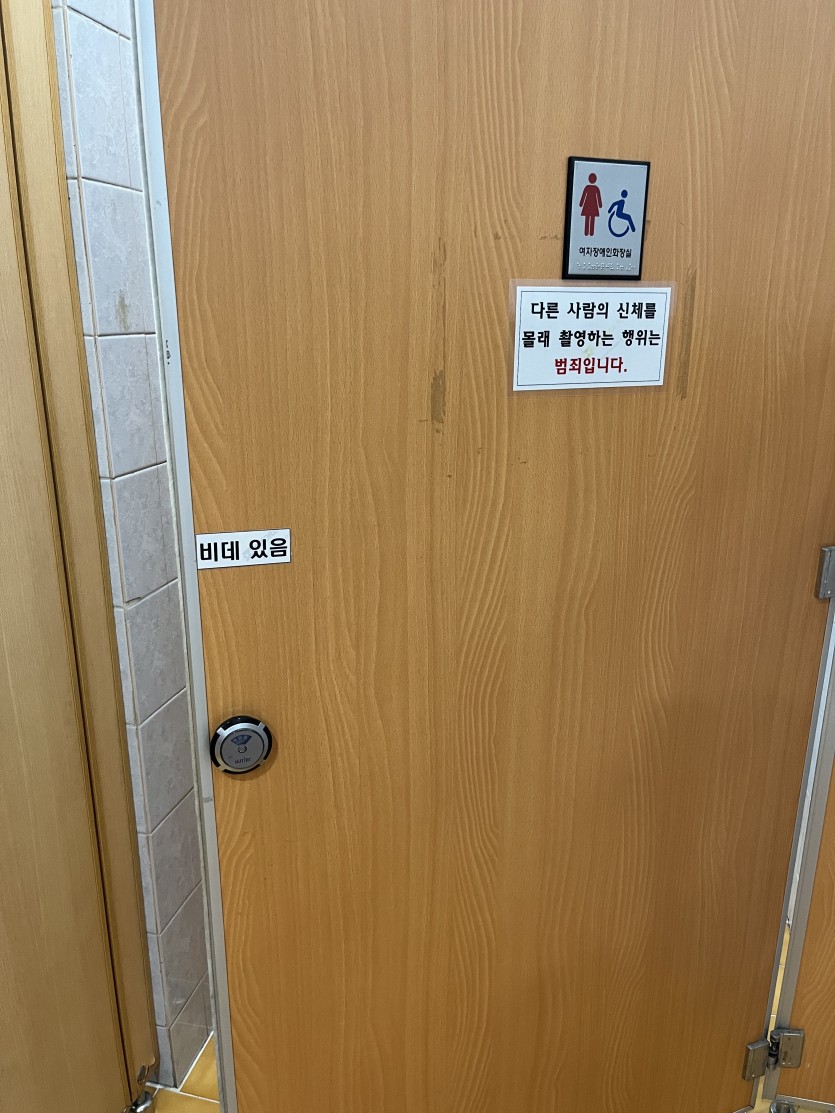 여자장애인화장실
다른 사람의 신체를
몰래 촬영하는 행위는
범죄입니다.
비데 있음